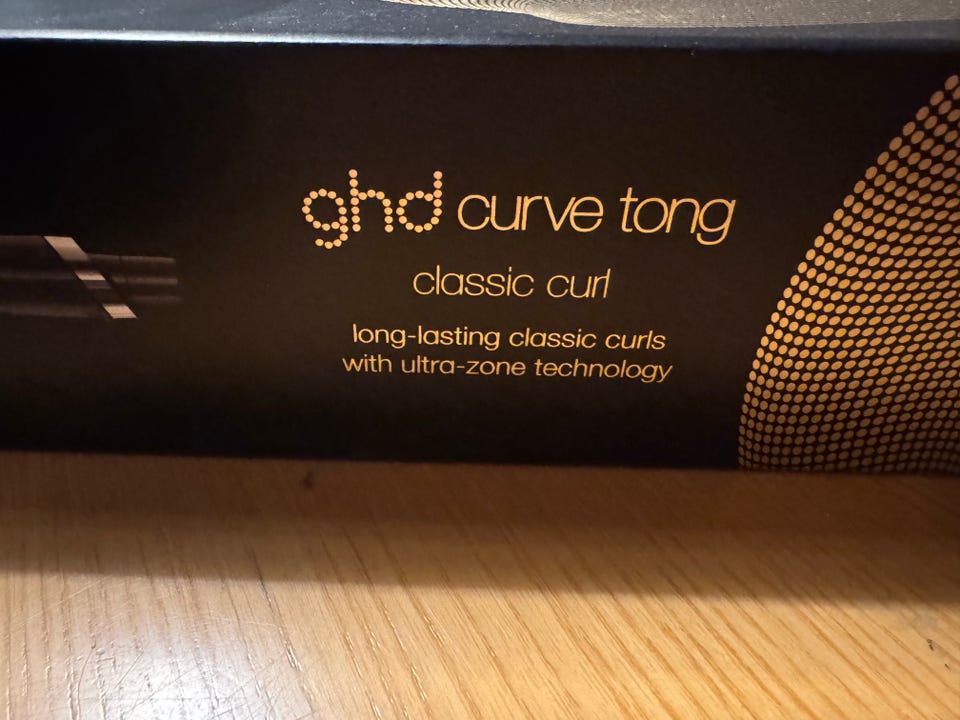 ghd curve tong
classic curl
long-lasting classic curls
with ultra-zone technology